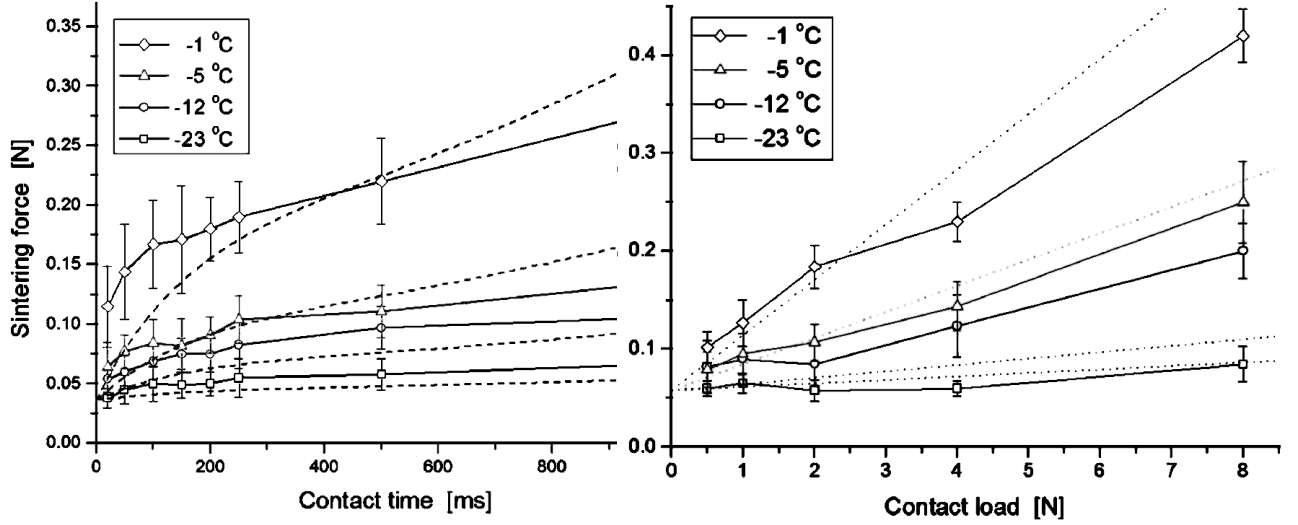 Sintering force [N]
0.35
0.30
0.25
0.20
0.15
0.10
0.05
0.00
-1 °C
-5 °C
-12 °C
-23 °C
0 200 400 600 800
Contact time [ms]
0.4
0.3
0.2
0.1
0.0
-1 °C
-5 °C
-12 °C
-23 °C
0 1 2 3 4 5 6 7 8
Contact load [N]